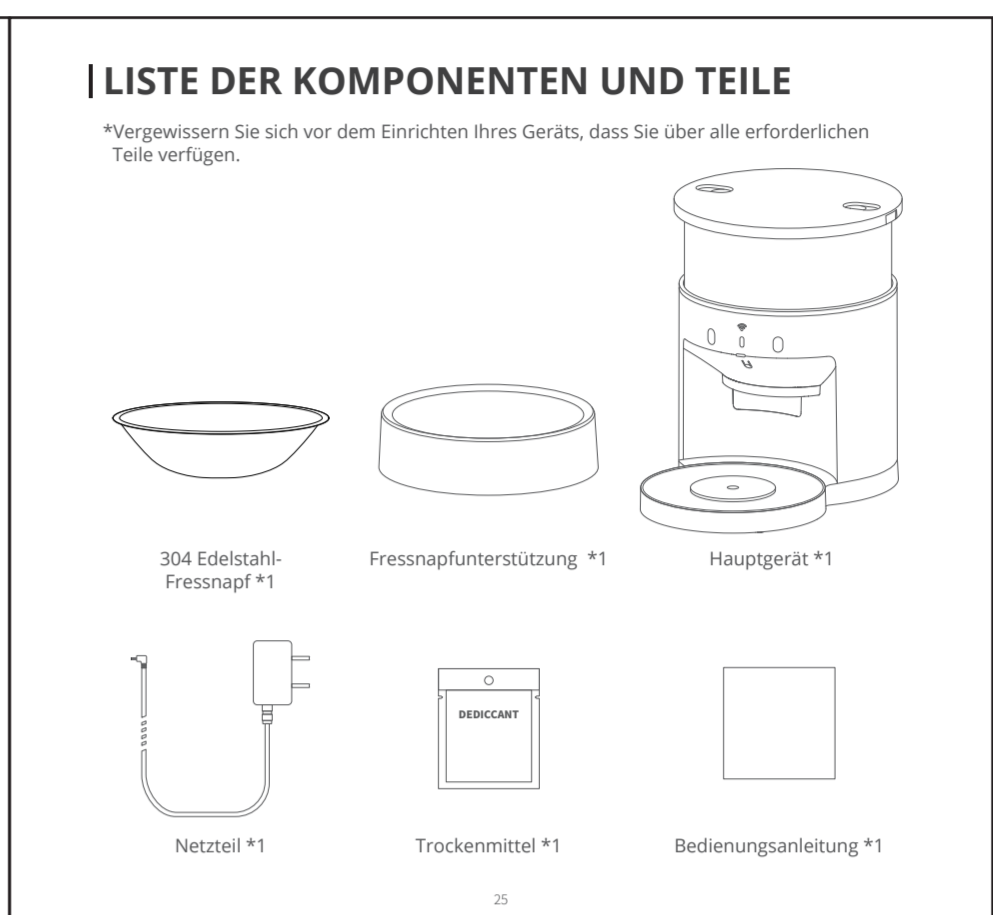 LISTE DER KOMPONENTEN UND TEILE
*Vergewissern Sie sich vor dem Einrichten Ihres Geräts, dass Sie über alle erforderlichen
Teile verfügen.
304 Edelstahl-
Fressnapf *1
Fressnapfunterstützung *1
Hauptgerät *1
DEDICCANT
Netzteil *1
Trockenmittel *1
Bedienungsanleitung *1
25